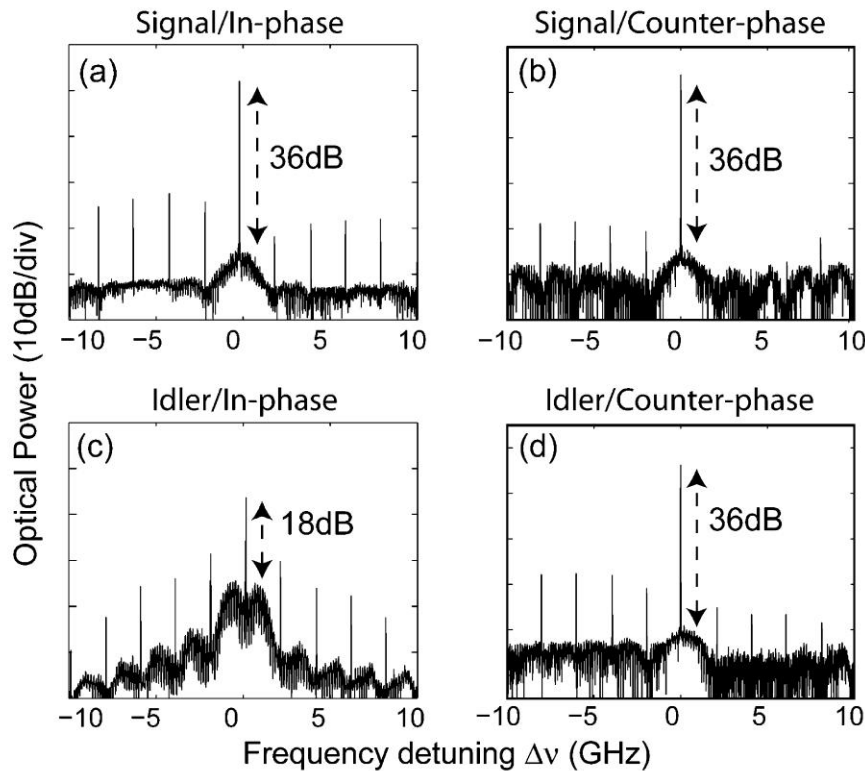 Signal/In-phase
Signal/Counter-phase
(a)
36dB
(b)
36dB
−10 −5 0 5 10
−10 −5 0 5 10
Idler/In-phase
Idler/Counter-phase
(c)
18dB
(d)
36dB
−10 −5 0 5 10
−10 −5 0 5 10
Optical Power (10dB/div)
Frequency detuning Δν (GHz)